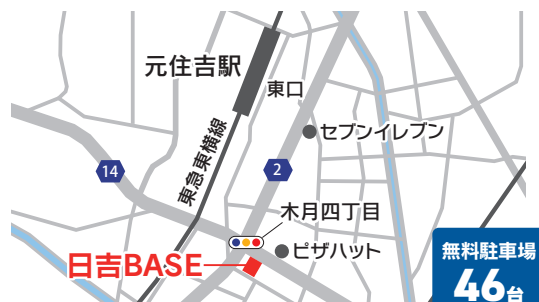 元住吉駅
東口
セブンイレブン
東急東横線
14
2
木月四丁目
ピザハット
日吉BASE
無料駐車場
46台